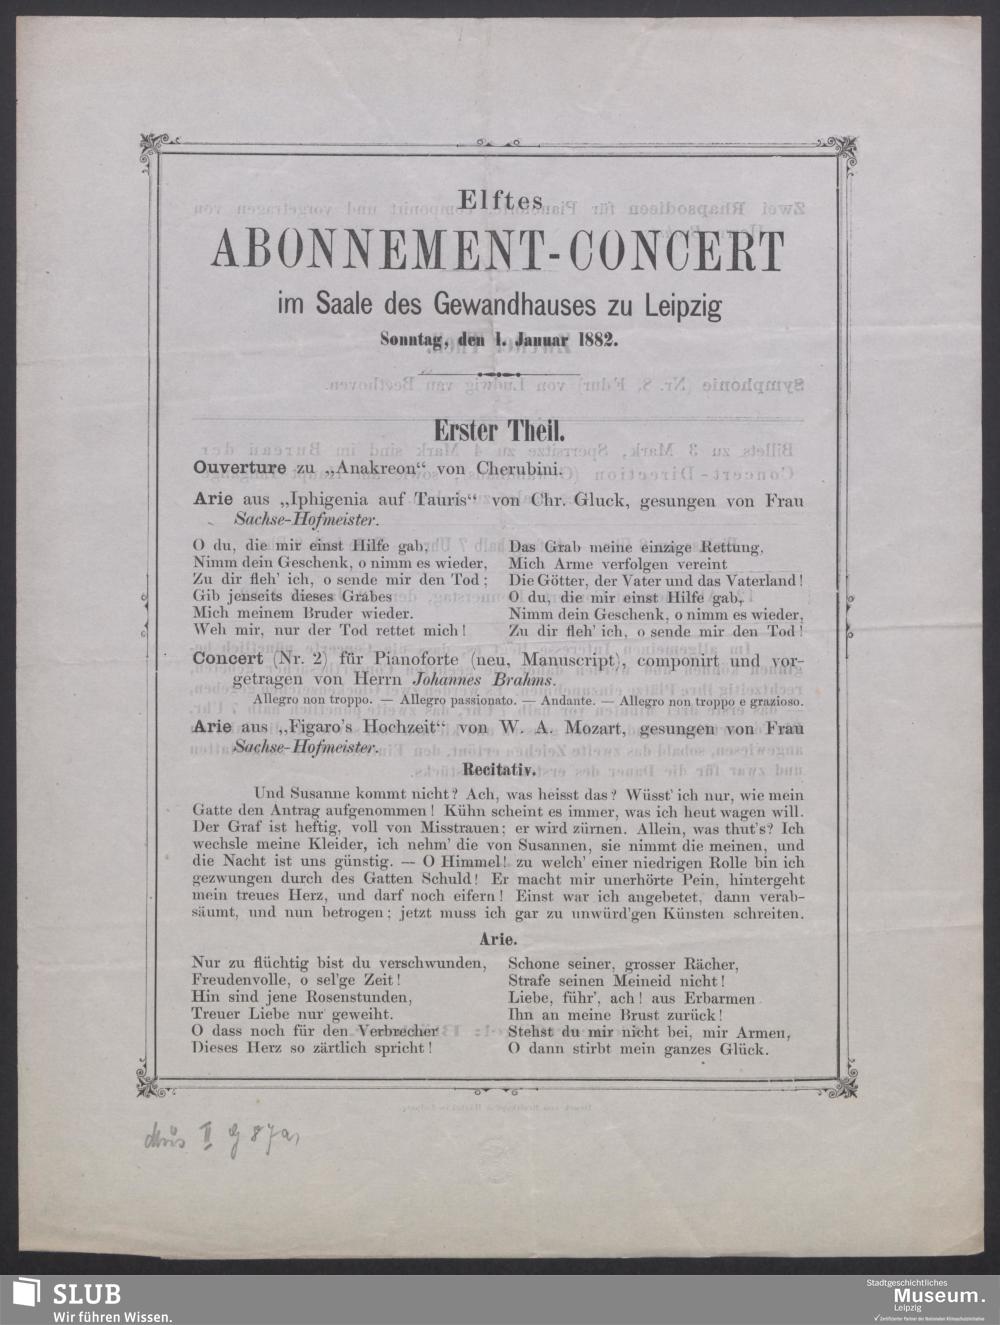 Elftes
ABONNEMENT-CONCERT
im Saale des Gewandhauses zu Leipzig
Sonntag, den 1. Januar 1882.
Erster Theil.
Ouverture zu „Anakreon“ von Cherubini.
Arie aus „Iphigenia auf Tauris“ von Chr. Gluck, gesungen von Frau
Sachse-Hofmeister.
O du, die mir einst Hilfe gab,
Nimm dein Geschenk, o nimm es wieder,
Zu dir fleh' ich, o sende mir den Tod;
Gib jenseits dieses Grabes
Mich meinem Bruder wieder.
Weh mir, nur der Tod rettet mich!
Das Grab meine einzige Rettung,
Mich Arme verfolgen vereint
Die Götter, der Vater und das Vaterland!
O du, die mir einst Hilfe gab,
Nimm dein Geschenk, o nimm es wieder,
Zu dir fleh' ich, o sende mir den Tod!
Concert (Nr. 2) für Pianoforte (neu, Manuscript), componirt und vor-
getragen von Herrn Johannes Brahms.
Allegro non troppo. — Allegro passionato. — Andante. — Allegro non troppo e grazioso.
Arie aus „Figaro's Hochzeit“ von W. A. Mozart, gesungen von Frau
Sachse-Hofmeister.
Recitativ.
Und Susanne kommt nicht? Ach, was heisst das? Wüsst' ich nur, wie mein
Gatte den Antrag aufgenommen! Kühn scheint es immer, was ich heut wagen will.
Der Graf ist heftig, voll von Misstrauen; er wird zürnen. Allein, was thut's? Ich
wechsle meine Kleider, ich nehm' die von Susannen, sie nimmt die meinen, und
die Nacht ist uns günstig. — O Himmel! zu welch' einer niedrigen Rolle bin ich
gezwungen durch des Gatten Schuld! Er macht mir unerhörte Pein, hintergeht
mein treues Herz, und darf noch eifern! Einst war ich angebetet, dann verab-
säumt, und nun betrogen; jetzt muss ich gar zu unwürd'gen Künsten schreiten.
Arie.
Nur zu flüchtig bist du verschwunden,
Freudenvolle, o sel'ge Zeit!
Hin sind jene Rosenstunden,
Treuer Liebe nur geweiht.
O dass noch für den Verbrecher
Dieses Herz so zärtlich spricht!
Schone seiner, grosser Rächer,
Strafe seinen Meineid nicht!
Liebe, führ', ach! aus Erbarmen
Ihn an meine Brust zurück!
Stehst du mir nicht bei, mir Armen,
O dann stirbt mein ganzes Glück.
Mus II
SLUB
Wir führen Wissen.
Stadtgeschichtliches
Museum.
Leipzig
Zertifizierter Partner der Nationalen Klimaschutzinitiative